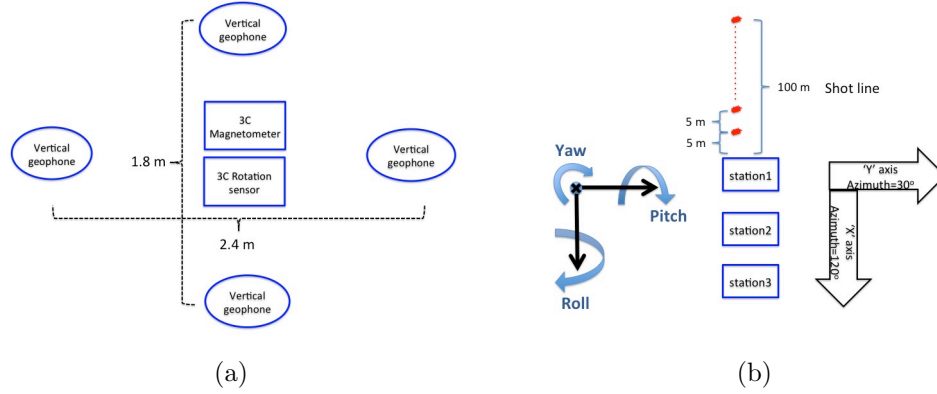 Vertical
geophone
3C
Magnetometer
Vertical
geophone
Vertical
geophone
1.8 m
3C Rotation
sensor
2.4 m
Vertical
geophone
(a)
100 m
Shot line
5 m
5 m
Yaw
Pitch
Roll
station1
station2
station3
'Y' axis
Azimuth=30°
'X' axis
Azimuth=120°
(b)